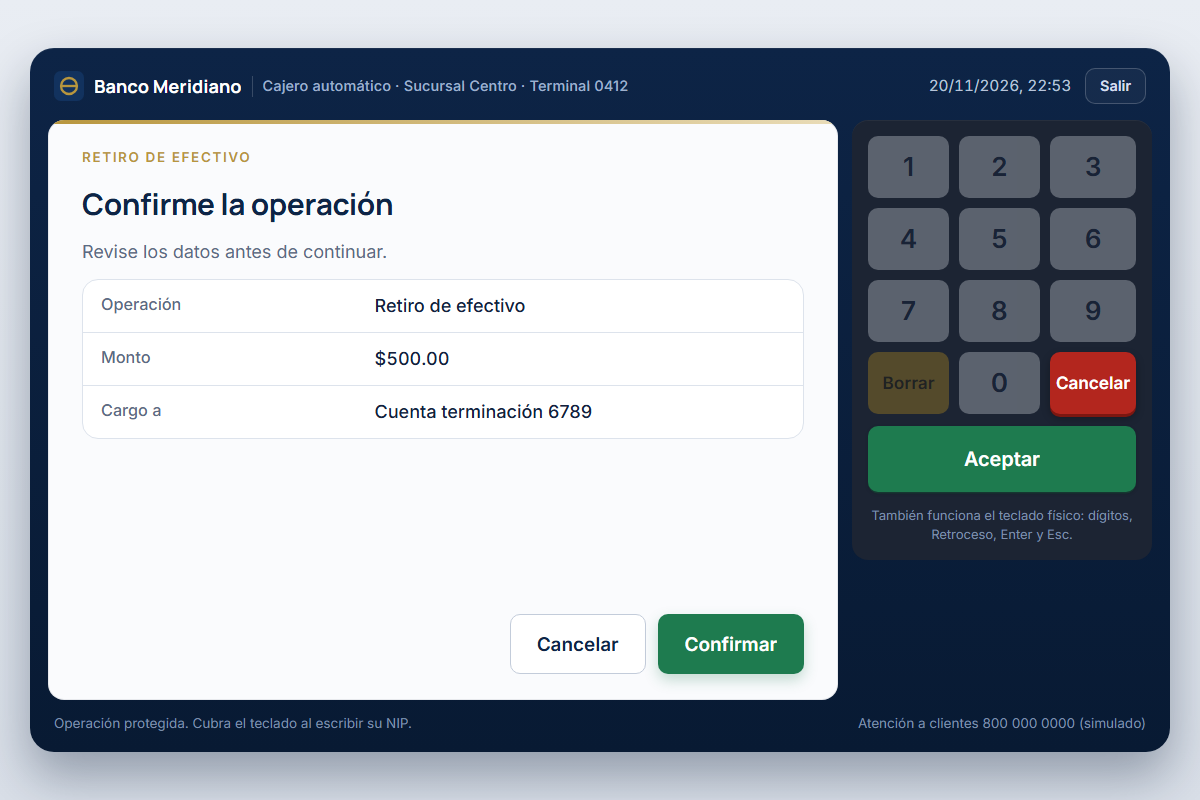 Banco Meridiano
Cajero automático · Sucursal Centro · Terminal 0412
20/11/2026, 22:53
Salir
RETIRO DE EFECTIVO
Confirme la operación
Revise los datos antes de continuar.
Operación Retiro de efectivo
Monto $500.00
Cargo a Cuenta terminación 6789
Cancelar Confirmar
1 2 3
4 5 6
7 8 9
Borrar 0 Cancelar
Aceptar
También funciona el teclado físico: dígitos,
Retroceso, Enter y Esc.
Operación protegida. Cubra el teclado al escribir su NIP.
Atención a clientes 800 000 0000 (simulado)